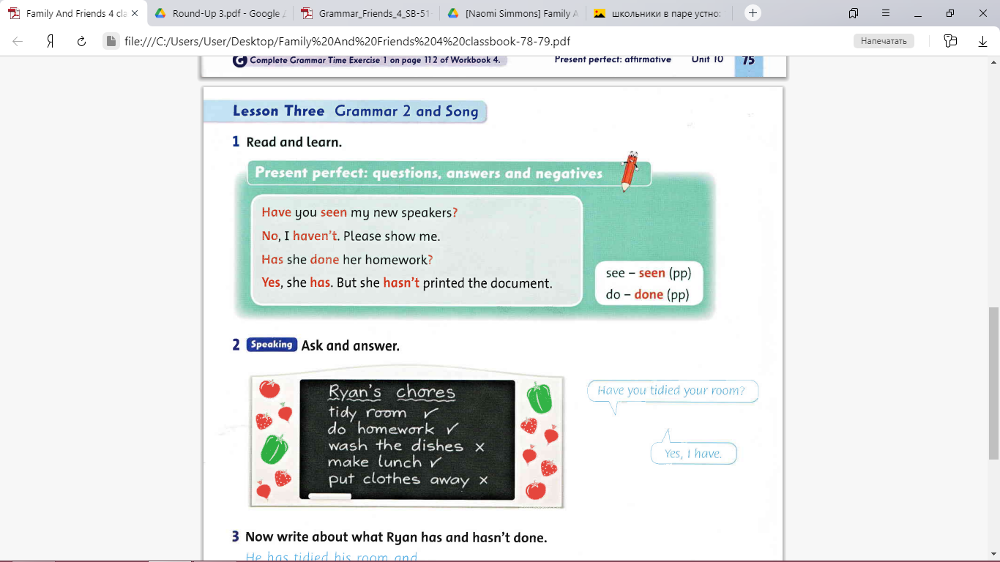 Family And Friends 4 cla
Round-Up 3.pdf - Google
Grammar_Friends_4_SB-51-
[Naomi Simmons] Family A
школьники в паре устно
file:///C:/Users/User/Desktop/Family%20And%20Friends%204%20classbook-78-79.pdf
Напечатать
G Complete Grammar Time Exercise 1 on page 112 of Workbook 4.
Present perfect: affirmative Unit 10 75
Lesson Three Grammar 2 and Song
1 Read and learn.
Present perfect: questions, answers and negatives
Have you seen my new speakers?
No, I haven't. Please show me.
Has she done her homework?
Yes, she has. But she hasn't printed the document.
see – seen (pp)
do – done (pp)
2 Speaking Ask and answer.
Ryan's chores
tidy room ✓
do homework ✓
wash the dishes x
make lunch ✓
put clothes away x
Have you tidied your room?
Yes, I have.
3 Now write about what Ryan has and hasn't done.
He has tidied his room and